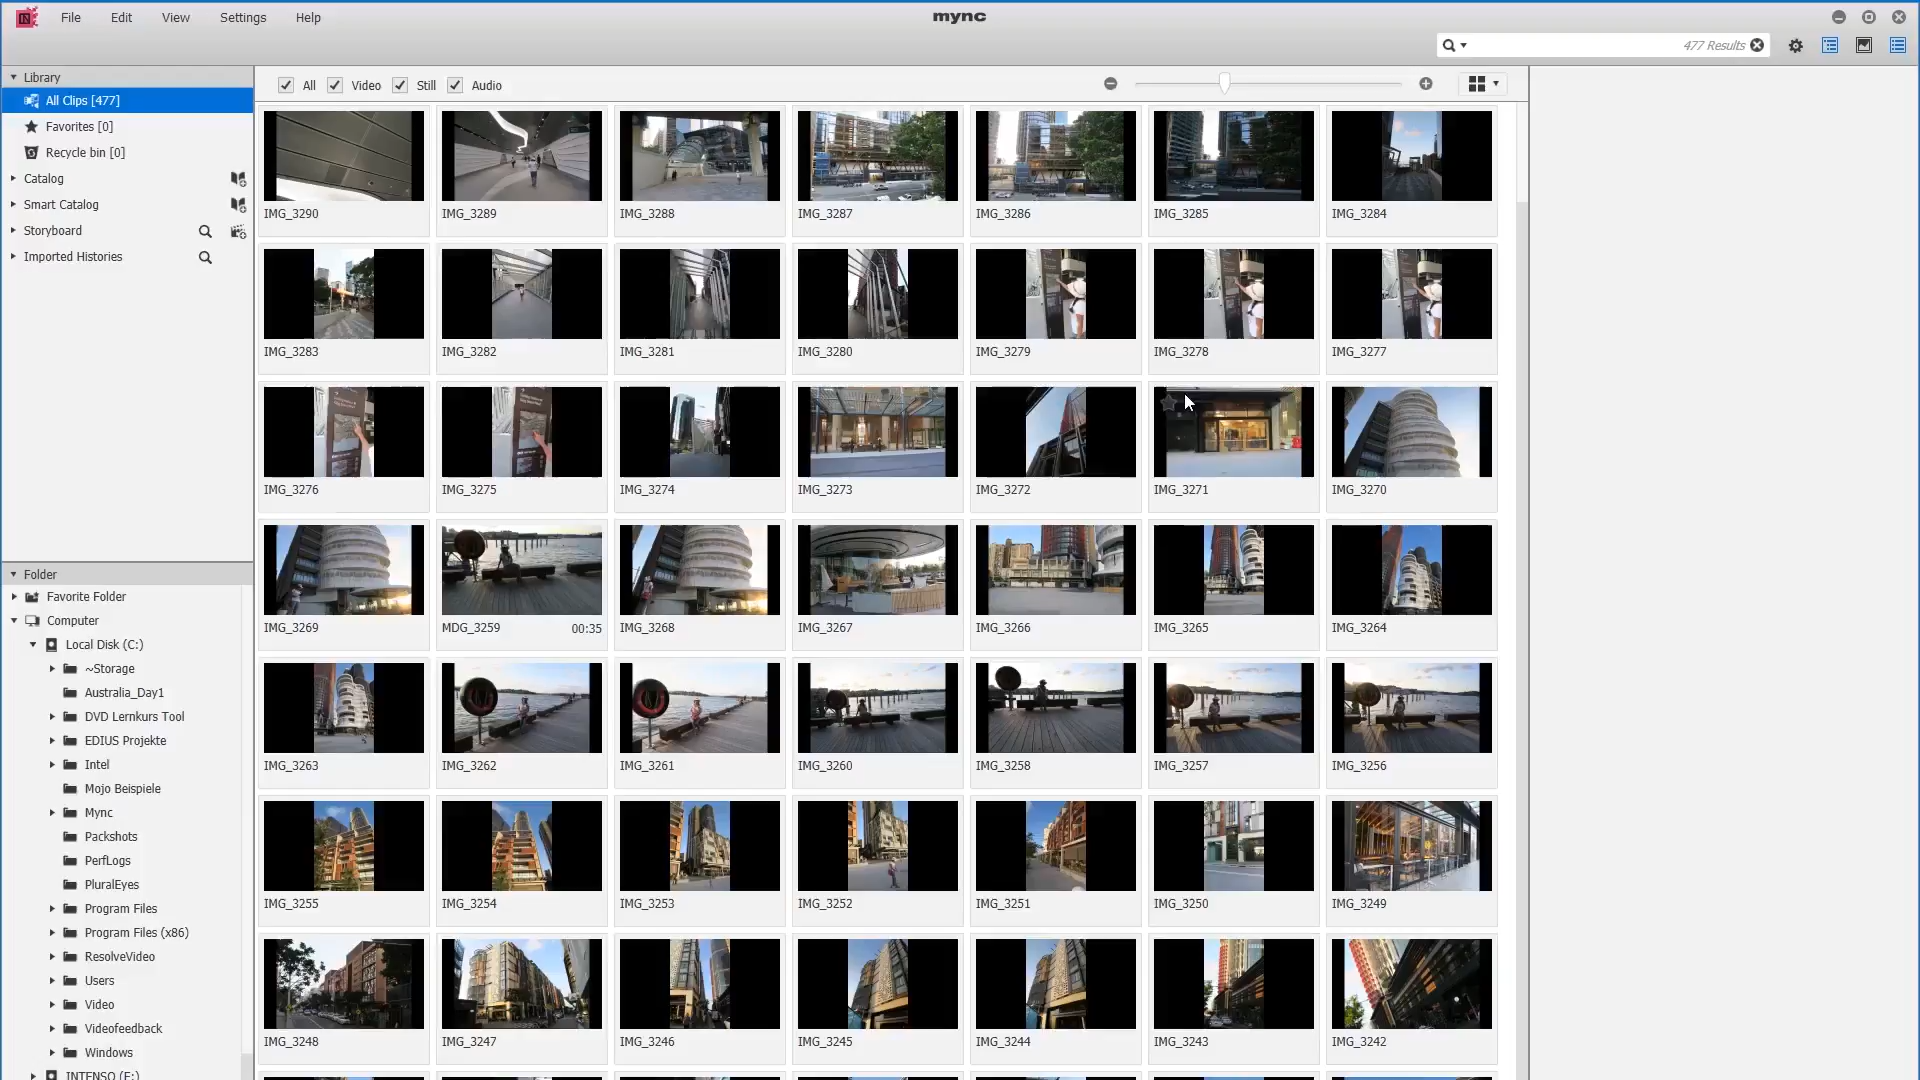 File Edit View Settings Help
mync
477 Results
Library
All Clips [477]
Favorites [0]
Recycle bin [0]
Catalog
Smart Catalog
Storyboard
Imported Histories
All Video Still Audio
IMG_3290 IMG_3289 IMG_3288 IMG_3287 IMG_3286 IMG_3285 IMG_3284
IMG_3283 IMG_3282 IMG_3281 IMG_3280 IMG_3279 IMG_3278 IMG_3277
IMG_3276 IMG_3275 IMG_3274 IMG_3273 IMG_3272 IMG_3271 IMG_3270
IMG_3269 MDG_3259 00:35 IMG_3268 IMG_3267 IMG_3266 IMG_3265 IMG_3264
IMG_3263 IMG_3262 IMG_3261 IMG_3260 IMG_3258 IMG_3257 IMG_3256
IMG_3255 IMG_3254 IMG_3253 IMG_3252 IMG_3251 IMG_3250 IMG_3249
IMG_3248 IMG_3247 IMG_3246 IMG_3245 IMG_3244 IMG_3243 IMG_3242
Folder
Favorite Folder
Computer
Local Disk (C:)
~Storage
Australia_Day1
DVD Lernkurs Tool
EDIUS Projekte
Intel
Mojo Beispiele
Mync
Packshots
PerfLogs
PluralEyes
Program Files
Program Files (x86)
ResolveVideo
Users
Video
Videofeedback
Windows
INTENSO (E:)